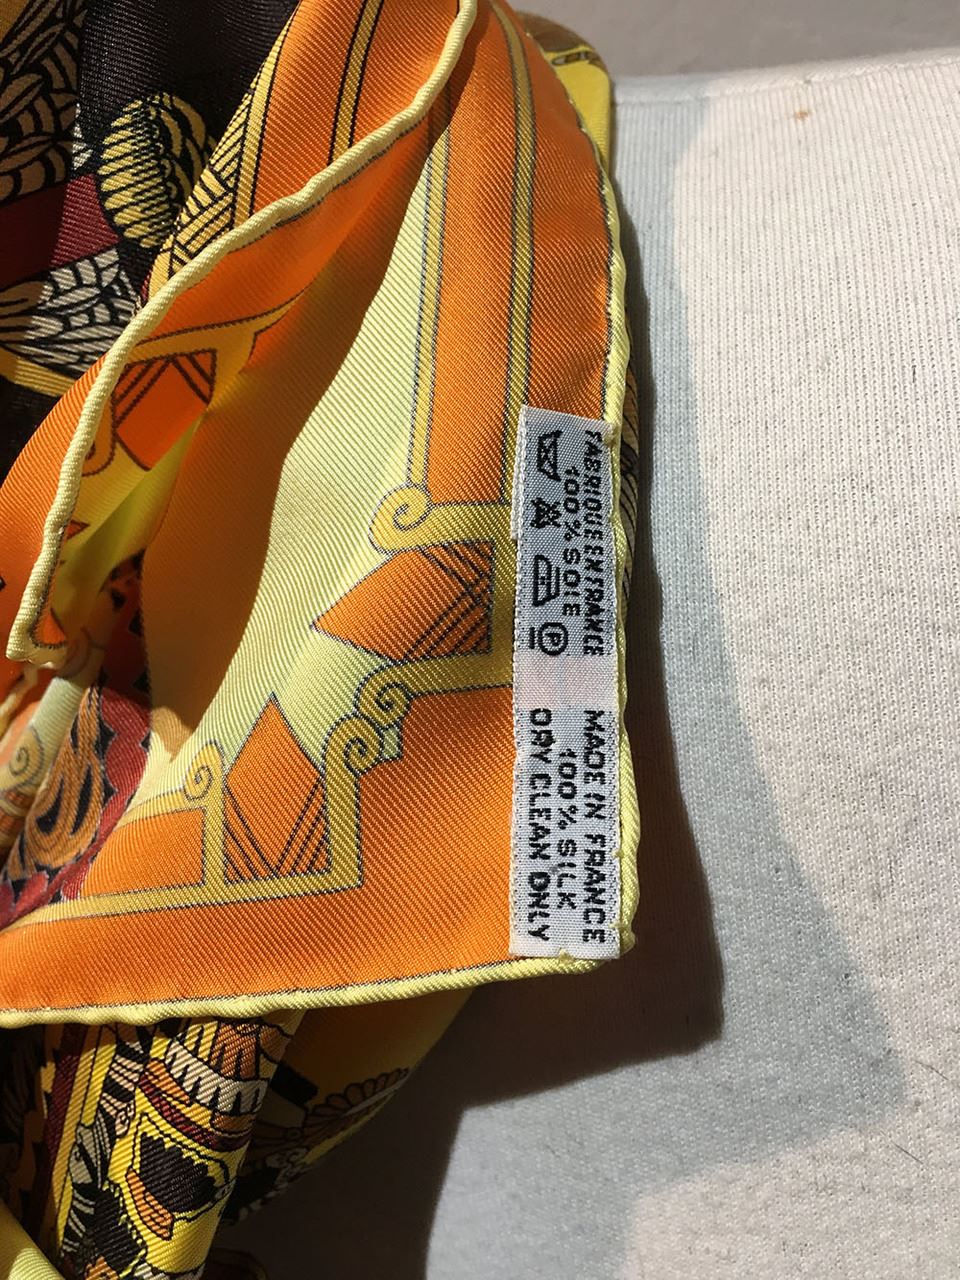 FABRIQUE EN FRANCE
100 % SOIE
P
MADE IN FRANCE
100% SILK
DRY CLEAN ONLY